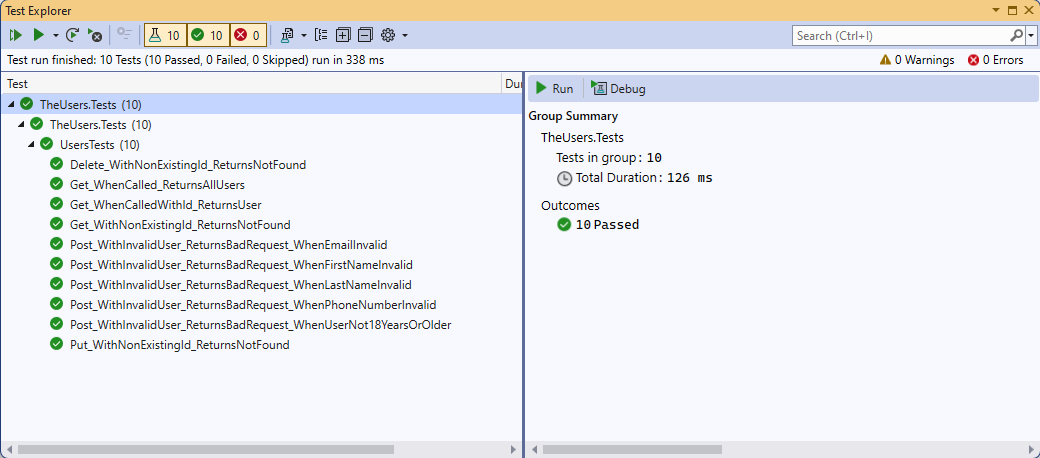 Test Explorer
10 10 0
Search (Ctrl+I)
Test run finished: 10 Tests (10 Passed, 0 Failed, 0 Skipped) run in 338 ms
0 Warnings 0 Errors
Test Dur
TheUsers.Tests (10)
TheUsers.Tests (10)
UsersTests (10)
Delete_WithNonExistingId_ReturnsNotFound
Get_WhenCalled_ReturnsAllUsers
Get_WhenCalledWithId_ReturnsUser
Get_WithNonExistingId_ReturnsNotFound
Post_WithInvalidUser_ReturnsBadRequest_WhenEmailInvalid
Post_WithInvalidUser_ReturnsBadRequest_WhenFirstNameInvalid
Post_WithInvalidUser_ReturnsBadRequest_WhenLastNameInvalid
Post_WithInvalidUser_ReturnsBadRequest_WhenPhoneNumberInvalid
Post_WithInvalidUser_ReturnsBadRequest_WhenUserNot18YearsOrOlder
Put_WithNonExistingId_ReturnsNotFound
Run Debug
Group Summary
TheUsers.Tests
Tests in group: 10
Total Duration: 126 ms
Outcomes
10 Passed